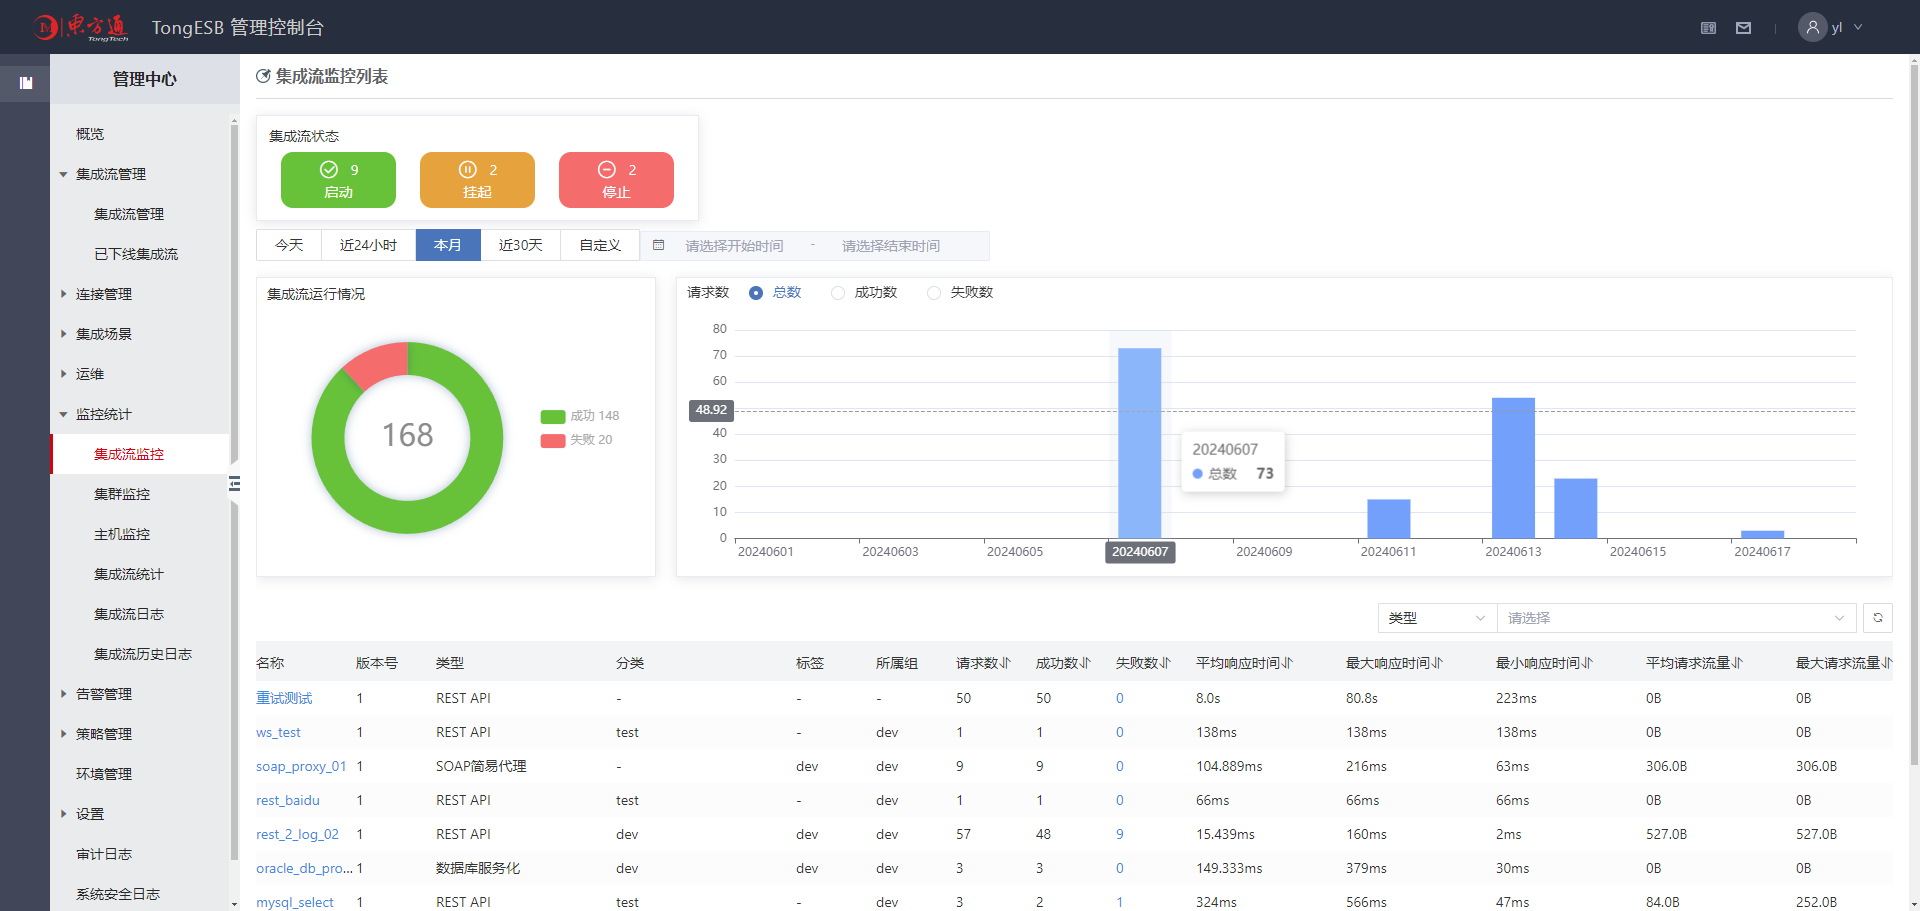 东方通
TongTech
TongESB 管理控制台
yl
管理中心
概览
集成流管理
集成流管理
已下线集成流
连接管理
集成场景
运维
监控统计
集成流监控
集群监控
主机监控
集成流统计
集成流日志
集成流历史日志
告警管理
策略管理
环境管理
设置
审计日志
系统安全日志
集成流监控列表
集成流状态
9
启动
2
挂起
2
停止
今天 近24小时 本月 近30天 自定义 请选择开始时间 - 请选择结束时间
集成流运行情况
168
成功 148
失败 20
请求数 总数 成功数 失败数
80
70
60
48.92
40
30
20
10
0
20240607
总数 73
20240601 20240603 20240605 20240607 20240609 20240611 20240613 20240615 20240617
类型 请选择
名称 版本号 类型 分类 标签 所属组 请求数 成功数 失败数 平均响应时间 最大响应时间 最小响应时间 平均请求流量 最大请求流量
重试测试 1 REST API - - - 50 50 0 8.0s 80.8s 223ms 0B 0B
ws_test 1 REST API test - dev 1 1 0 138ms 138ms 138ms 0B 0B
soap_proxy_01 1 SOAP简易代理 - dev dev 9 9 0 104.889ms 216ms 63ms 306.0B 306.0B
rest_baidu 1 REST API test - dev 1 1 0 66ms 66ms 66ms 0B 0B
rest_2_log_02 1 REST API dev dev dev 57 48 9 15.439ms 160ms 2ms 527.0B 527.0B
oracle_db_pro... 1 数据库服务化 dev dev dev 3 3 0 149.333ms 379ms 30ms 0B 0B
mysql_select 1 REST API test - dev 3 2 1 324ms 566ms 47ms 84.0B 252.0B